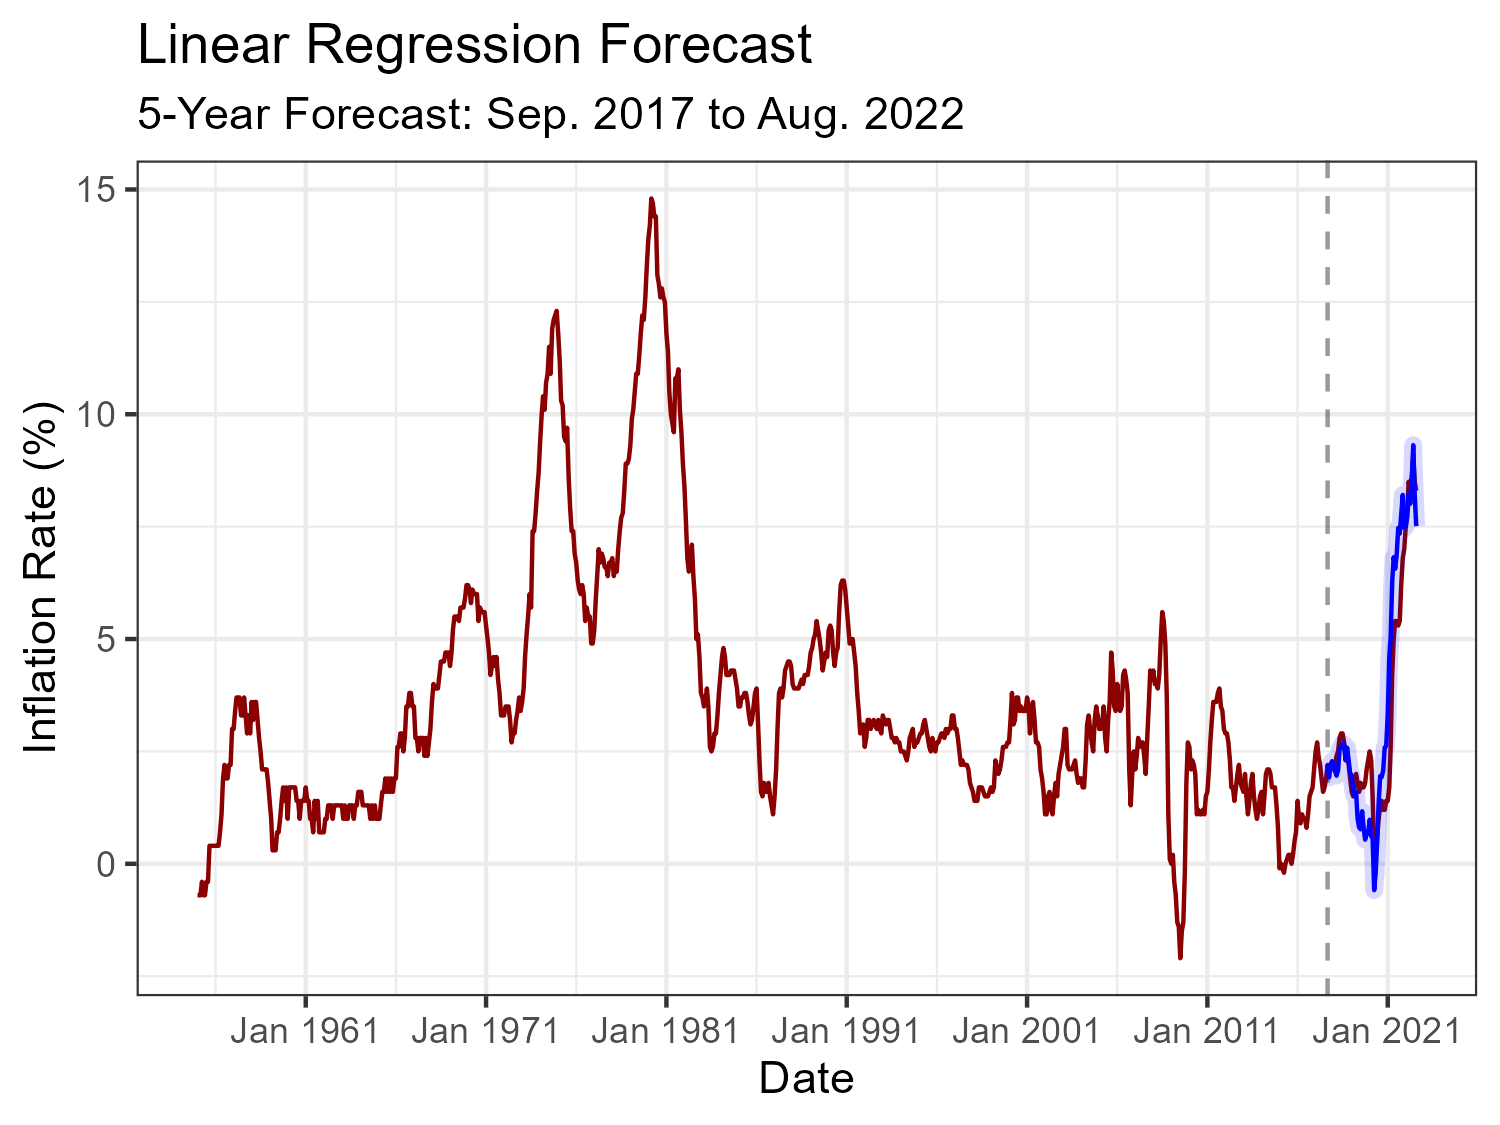 Linear Regression Forecast
5-Year Forecast: Sep. 2017 to Aug. 2022
Inflation Rate (%)
15
10
5
0
Jan 1961 Jan 1971 Jan 1981 Jan 1991 Jan 2001 Jan 2011 Jan 2021
Date